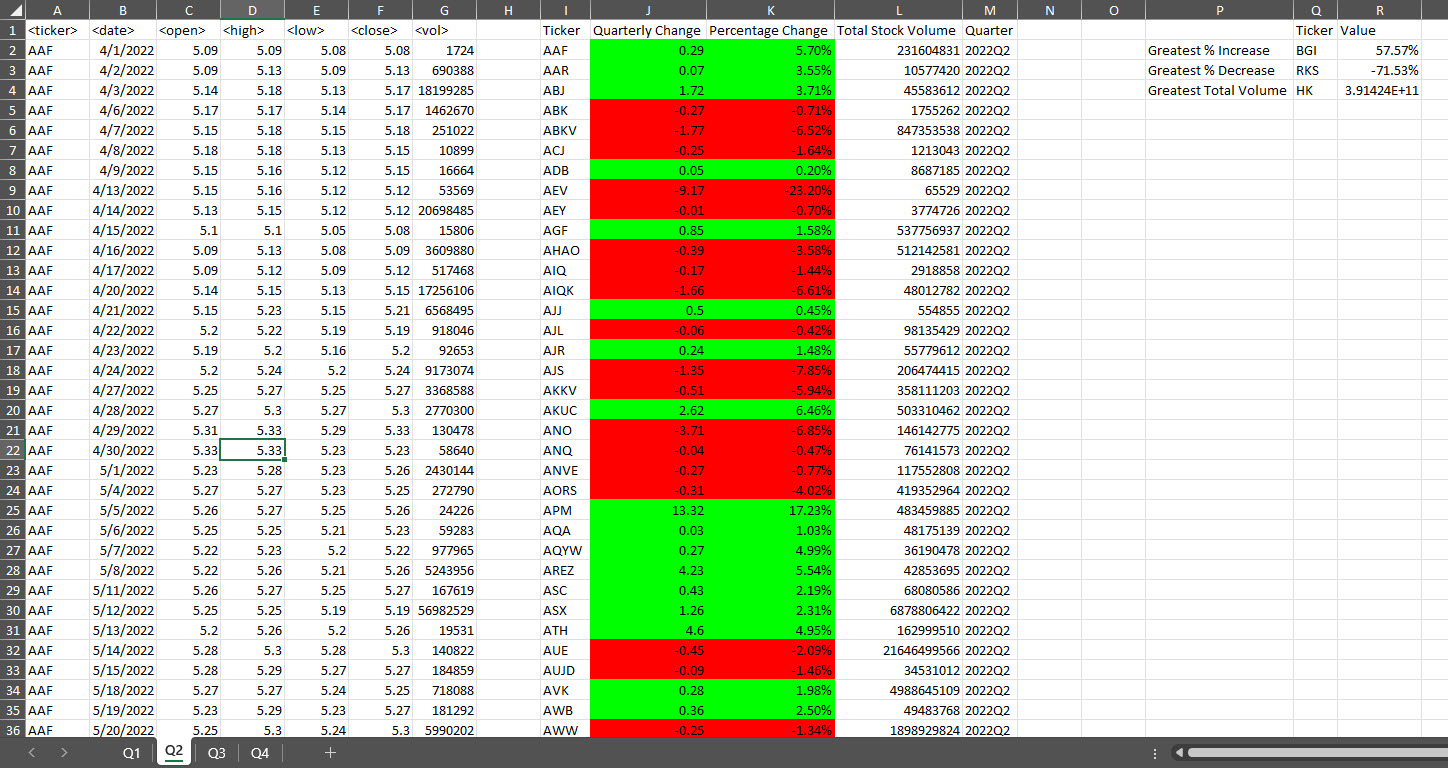 A B C D E F G H I J K L M N O P Q R
1 <ticker> <date> <open> <high> <low> <close> <vol> Ticker Quarterly Change Percentage Change Total Stock Volume Quarter Ticker Value
2 AAF 4/1/2022 5.09 5.09 5.08 5.08 1724 AAF 0.29 5.70% 231604831 2022Q2 Greatest % Increase BGI 57.57%
3 AAF 4/2/2022 5.09 5.13 5.09 5.13 690388 AAR 0.07 3.55% 10577420 2022Q2 Greatest % Decrease RKS -71.53%
4 AAF 4/3/2022 5.14 5.18 5.13 5.17 18199285 ABJ 1.72 3.71% 45583612 2022Q2 Greatest Total Volume HK 3.91424E+11
5 AAF 4/6/2022 5.17 5.17 5.14 5.17 1462670 ABK -0.27 -0.71% 1755262 2022Q2
6 AAF 4/7/2022 5.15 5.18 5.15 5.18 251022 ABKV -1.77 -6.52% 847353538 2022Q2
7 AAF 4/8/2022 5.18 5.18 5.13 5.15 10899 ACJ -0.25 -1.64% 1213043 2022Q2
8 AAF 4/9/2022 5.15 5.16 5.12 5.15 16664 ADB 0.05 0.20% 8687185 2022Q2
9 AAF 4/13/2022 5.15 5.16 5.12 5.12 53569 AEV -9.17 -23.20% 65529 2022Q2
10 AAF 4/14/2022 5.13 5.15 5.12 5.12 20698485 AEY -0.01 -0.70% 3774726 2022Q2
11 AAF 4/15/2022 5.1 5.1 5.05 5.08 15806 AGF 0.85 1.58% 537756937 2022Q2
12 AAF 4/16/2022 5.09 5.13 5.08 5.09 3609880 AHAO -0.39 -3.58% 512142581 2022Q2
13 AAF 4/17/2022 5.09 5.12 5.09 5.12 517468 AIQ -0.17 -1.44% 2918858 2022Q2
14 AAF 4/20/2022 5.14 5.15 5.13 5.15 17256106 AIQK -1.66 -6.61% 48012782 2022Q2
15 AAF 4/21/2022 5.15 5.23 5.15 5.21 6568495 AJJ 0.5 0.45% 554855 2022Q2
16 AAF 4/22/2022 5.2 5.22 5.19 5.19 918046 AJL -0.06 -0.42% 98135429 2022Q2
17 AAF 4/23/2022 5.19 5.2 5.16 5.2 92653 AJR 0.24 1.48% 55779612 2022Q2
18 AAF 4/24/2022 5.2 5.24 5.2 5.24 9173074 AJS -1.35 -7.85% 206474415 2022Q2
19 AAF 4/27/2022 5.25 5.27 5.25 5.27 3368588 AKKV -0.51 -5.94% 358111203 2022Q2
20 AAF 4/28/2022 5.27 5.3 5.27 5.3 2770300 AKUC 2.62 6.46% 503310462 2022Q2
21 AAF 4/29/2022 5.31 5.33 5.29 5.33 130478 ANO -3.71 -6.85% 146142775 2022Q2
22 AAF 4/30/2022 5.33 5.33 5.23 5.23 58640 ANQ -0.04 -0.47% 76141573 2022Q2
23 AAF 5/1/2022 5.23 5.28 5.23 5.26 2430144 ANVE -0.27 -0.77% 117552808 2022Q2
24 AAF 5/4/2022 5.27 5.27 5.23 5.25 272790 AORS -0.31 -4.02% 419352964 2022Q2
25 AAF 5/5/2022 5.26 5.27 5.25 5.26 24226 APM 13.32 17.23% 483459885 2022Q2
26 AAF 5/6/2022 5.25 5.25 5.21 5.23 59283 AQA 0.03 1.03% 48175139 2022Q2
27 AAF 5/7/2022 5.22 5.23 5.2 5.22 977965 AQYW 0.27 4.99% 36190478 2022Q2
28 AAF 5/8/2022 5.22 5.26 5.21 5.26 5243956 AREZ 4.23 5.54% 42853695 2022Q2
29 AAF 5/11/2022 5.26 5.27 5.25 5.27 167619 ASC 0.43 2.19% 68080586 2022Q2
30 AAF 5/12/2022 5.25 5.25 5.19 5.19 56982529 ASX 1.26 2.31% 6878806422 2022Q2
31 AAF 5/13/2022 5.2 5.26 5.2 5.26 19531 ATH 4.6 4.95% 162999510 2022Q2
32 AAF 5/14/2022 5.28 5.3 5.28 5.3 140822 AUE -0.45 -2.09% 21646499566 2022Q2
33 AAF 5/15/2022 5.28 5.29 5.27 5.27 184859 AUJD -0.09 -1.46% 34531012 2022Q2
34 AAF 5/18/2022 5.27 5.27 5.24 5.25 718088 AVK 0.28 1.98% 4988645109 2022Q2
35 AAF 5/19/2022 5.23 5.29 5.23 5.27 181292 AWB 0.36 2.50% 49483768 2022Q2
36 AAF 5/20/2022 5.25 5.3 5.24 5.3 5990202 AWW -0.25 -1.34% 1898929824 2022Q2
Q1 Q2 Q3 Q4